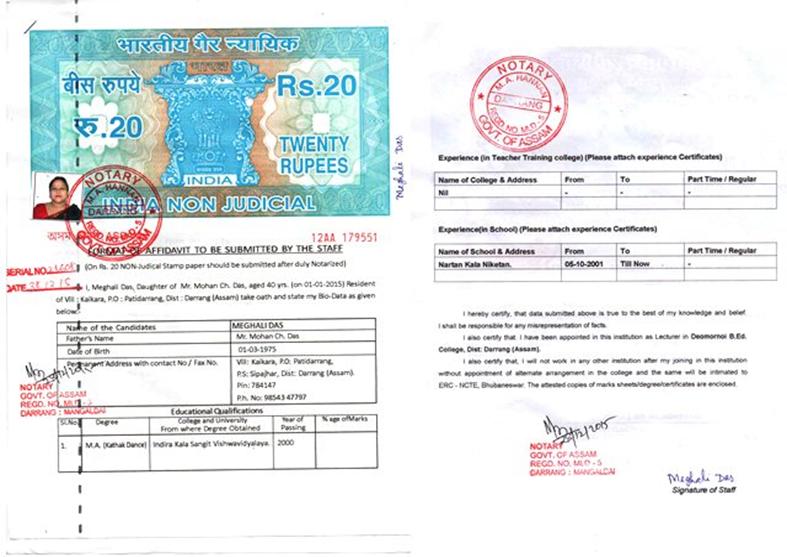 भारतीय गैर न्यायिक
बीस रुपये
Rs.20
रु.20
TWENTY
RUPEES
INDIA
INDIA NON JUDICIAL
Meghali Das
NOTARY
M.A. HANNAN
DARRANG
REGD. NO. MLD - 5
GOVT. OF ASSAM
12AA 179551
FORMAT OF AFFIDAVIT TO BE SUBMITTED BY THE STAFF
SERIAL NO.
(On Rs. 20 NON-Judical Stamp paper should be submitted after duly Notarized)
DATE
I, Meghali Das, Daughter of Mr. Mohan Ch. Das, aged 40 yrs. (on 01-01-2015) Resident
of Vill : Kaikara, P.O : Patidarrang, Dist : Darrang (Assam) take oath and state my Bio-Data as given
below:-
Name of the Candidates MEGHALI DAS
Father's Name Mr. Mohan Ch. Das
Date of Birth 01-03-1975
Permanent Address with contact No./ Fax No. Vill: Kaikara, P.O: Patidarrang,
P.S: Sipajhar, Dist: Darrang (Assam).
Pin: 784147
P.h. No: 98543 47797
NOTARY
GOVT. OF ASSAM
REGD. NO. MLD - 5
DARRANG : MANGALDAI
Educational Qualifications
Sl.No Degree College and University From where Degree Obtained Year of Passing % age of Marks
1. M.A. (Kathak Dance) Indira Kala Sangit Vishwavidyalaya. 2000
NOTARY
M.A. HANNAN
DARRANG
REGD. NO. MLD - 5
GOVT. OF ASSAM
Experience (in Teacher Training college) (Please attach experience Certificates)
Name of College & Address From To Part Time / Regular
Nil - - -
Experience(in School) (Please attach experience Certificates)
Name of School & Address From To Part Time / Regular
Nartan Kala Niketan. 05-10-2001 Till Now -
I hereby certify, that data submitted above is true to the best of my knowledge and belief.
I shall be responsible for any misrepresentation of facts.
I also certify that I have been appointed in this institution as Lecturer in Deomornoi B.Ed.
College, Dist: Darrang (Assam).
I also certify that, I will not work in any other institution after my joining in this institution
without appointment of alternate arrangement in the college and the same will be intimated to
ERC - NCTE, Bhubaneswar. The attested copies of marks sheets/degree/certificates are enclosed.
NOTARY
GOVT. OF ASSAM
REGD. NO. MLD - 5
DARRANG : MANGALDAI
Meghali Das
Signature of Staff